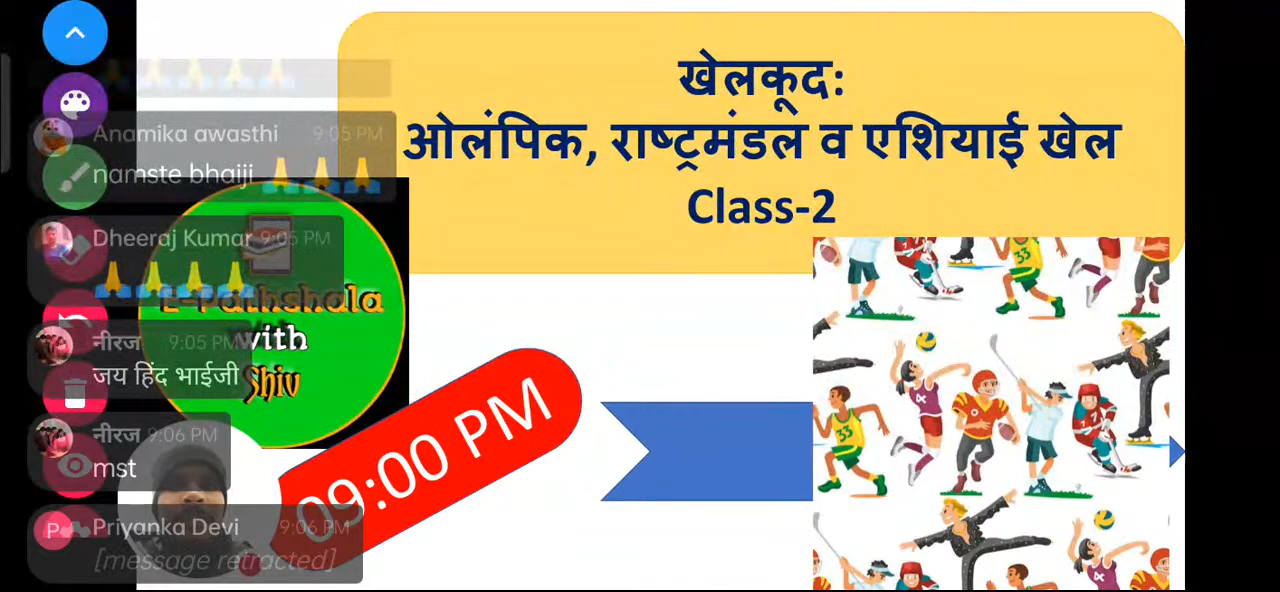 खेलकूद:
ओलंपिक, राष्ट्रमंडल व एशियाई खेल
Class-2
Anamika awasthi 9:05 PM
namste bhaiji 🙏🙏🙏
Dheeraj Kumar 9:05 PM
🙏🙏🙏🙏
E-Pathshala
with
Shiv
नीरज 9:05 PM
जय हिंद भाईजी
नीरज 9:06 PM
mst
P Priyanka Devi 9:06 PM
[message retracted]
09:00 PM
33
33